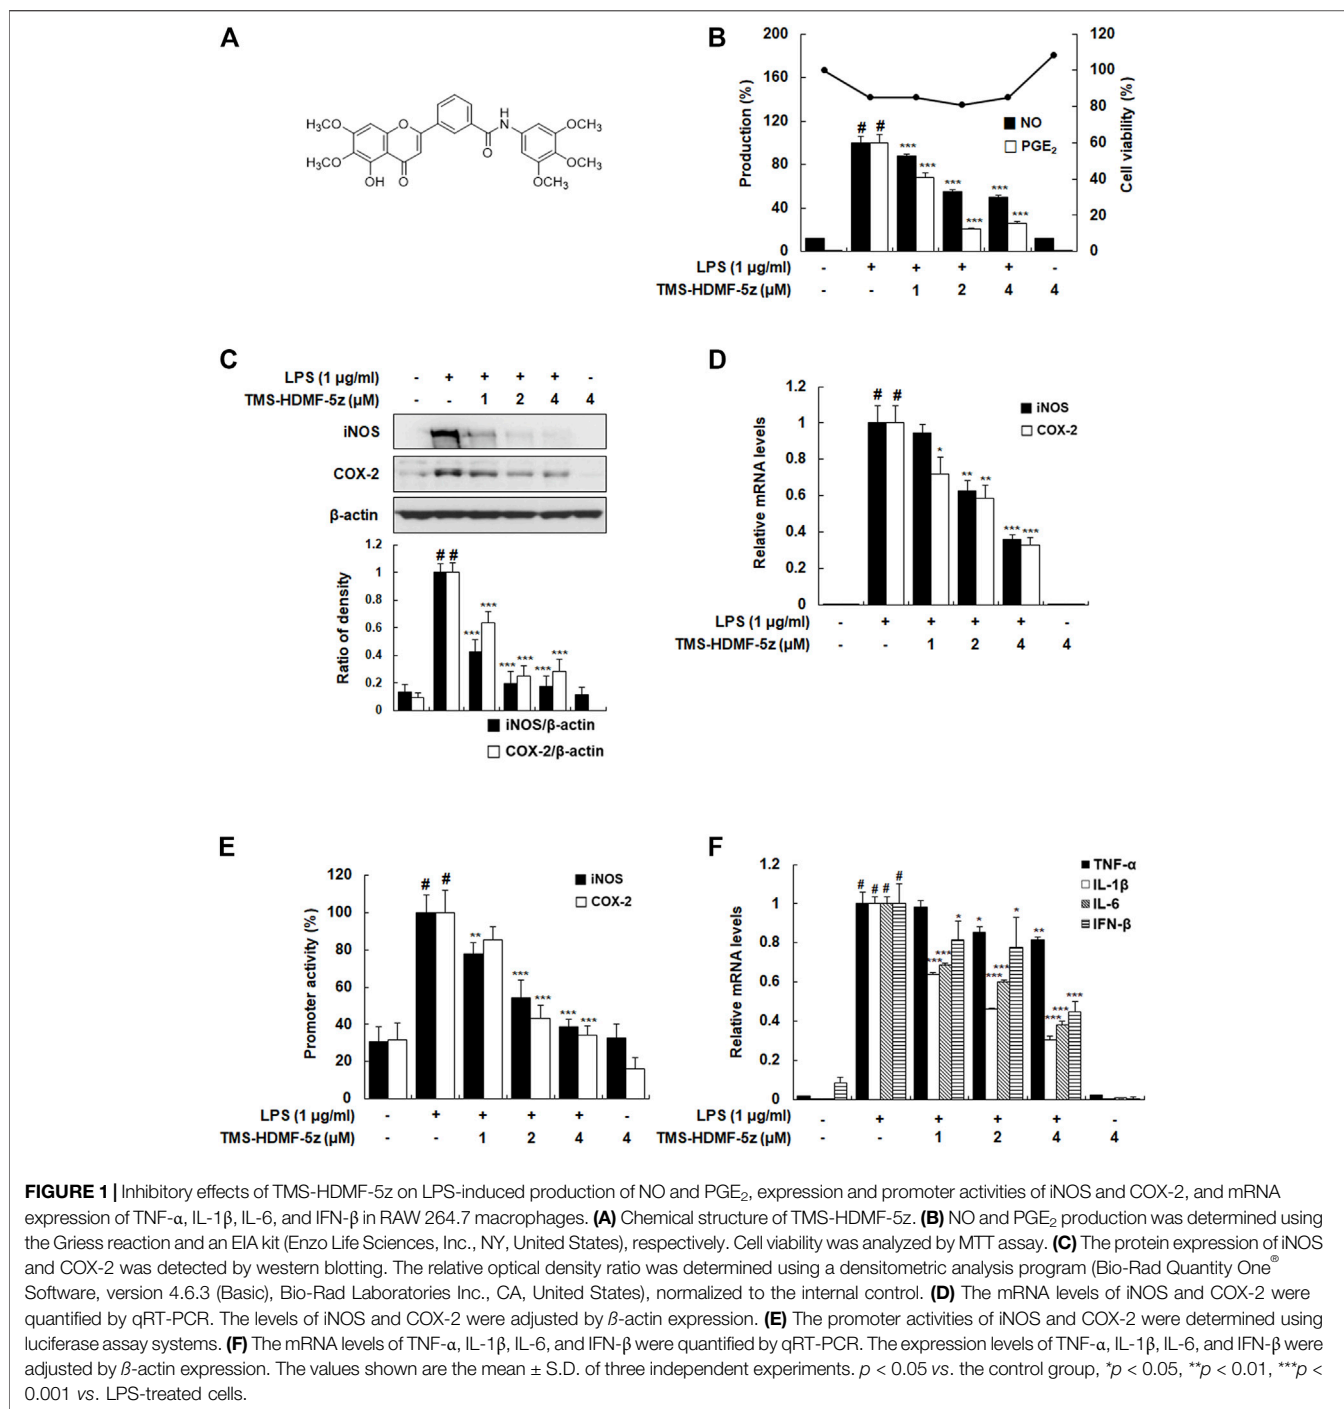 A
H3CO
H3CO
OH
O
O
O
H
N
OCH3
OCH3
OCH3
B
Production (%)
200
160
120
80
40
0
Cell viability (%)
120
100
80
60
40
20
0
NO
PGE2
# # *** *** *** *** *** ***
LPS (1 µg/ml) - + + + + -
TMS-HDMF-5z (µM) - - 1 2 4 4
C
LPS (1 µg/ml) - + + + + -
TMS-HDMF-5z (µM) - - 1 2 4 4
iNOS
COX-2
β-actin
Ratio of density
1.2
1
0.8
0.6
0.4
0.2
0
# # *** *** *** *** *** ***
iNOS/β-actin
COX-2/β-actin
D
Relative mRNA levels
1.2
1
0.8
0.6
0.4
0.2
0
iNOS
COX-2
# # * ** ** *** ***
LPS (1 µg/ml) - + + + + -
TMS-HDMF-5z (µM) - - 1 2 4 4
E
Promoter activity (%)
120
100
80
60
40
20
0
iNOS
COX-2
# # ** *** *** *** ***
LPS (1 µg/ml) - + + + + -
TMS-HDMF-5z (µM) - - 1 2 4 4
F
Relative mRNA levels
1.2
1
0.8
0.6
0.4
0.2
0
TNF-α
IL-1β
IL-6
IFN-β
# # # # *** *** * * *** *** * ** *** *** ***
LPS (1 µg/ml) - + + + + -
TMS-HDMF-5z (µM) - - 1 2 4 4
FIGURE 1 | Inhibitory effects of TMS-HDMF-5z on LPS-induced production of NO and PGE2, expression and promoter activities of iNOS and COX-2, and mRNA
expression of TNF-α, IL-1β, IL-6, and IFN-β in RAW 264.7 macrophages. (A) Chemical structure of TMS-HDMF-5z. (B) NO and PGE2 production was determined using
the Griess reaction and an EIA kit (Enzo Life Sciences, Inc., NY, United States), respectively. Cell viability was analyzed by MTT assay. (C) The protein expression of iNOS
and COX-2 was detected by western blotting. The relative optical density ratio was determined using a densitometric analysis program (Bio-Rad Quantity One®
Software, version 4.6.3 (Basic), Bio-Rad Laboratories Inc., CA, United States), normalized to the internal control. (D) The mRNA levels of iNOS and COX-2 were
quantified by qRT-PCR. The levels of iNOS and COX-2 were adjusted by ß-actin expression. (E) The promoter activities of iNOS and COX-2 were determined using
luciferase assay systems. (F) The mRNA levels of TNF-α, IL-1β, IL-6, and IFN-β were quantified by qRT-PCR. The expression levels of TNF-α, IL-1β, IL-6, and IFN-β were
adjusted by ß-actin expression. The values shown are the mean ± S.D. of three independent experiments. p < 0.05 vs. the control group, *p < 0.05, **p < 0.01, ***p <
0.001 vs. LPS-treated cells.